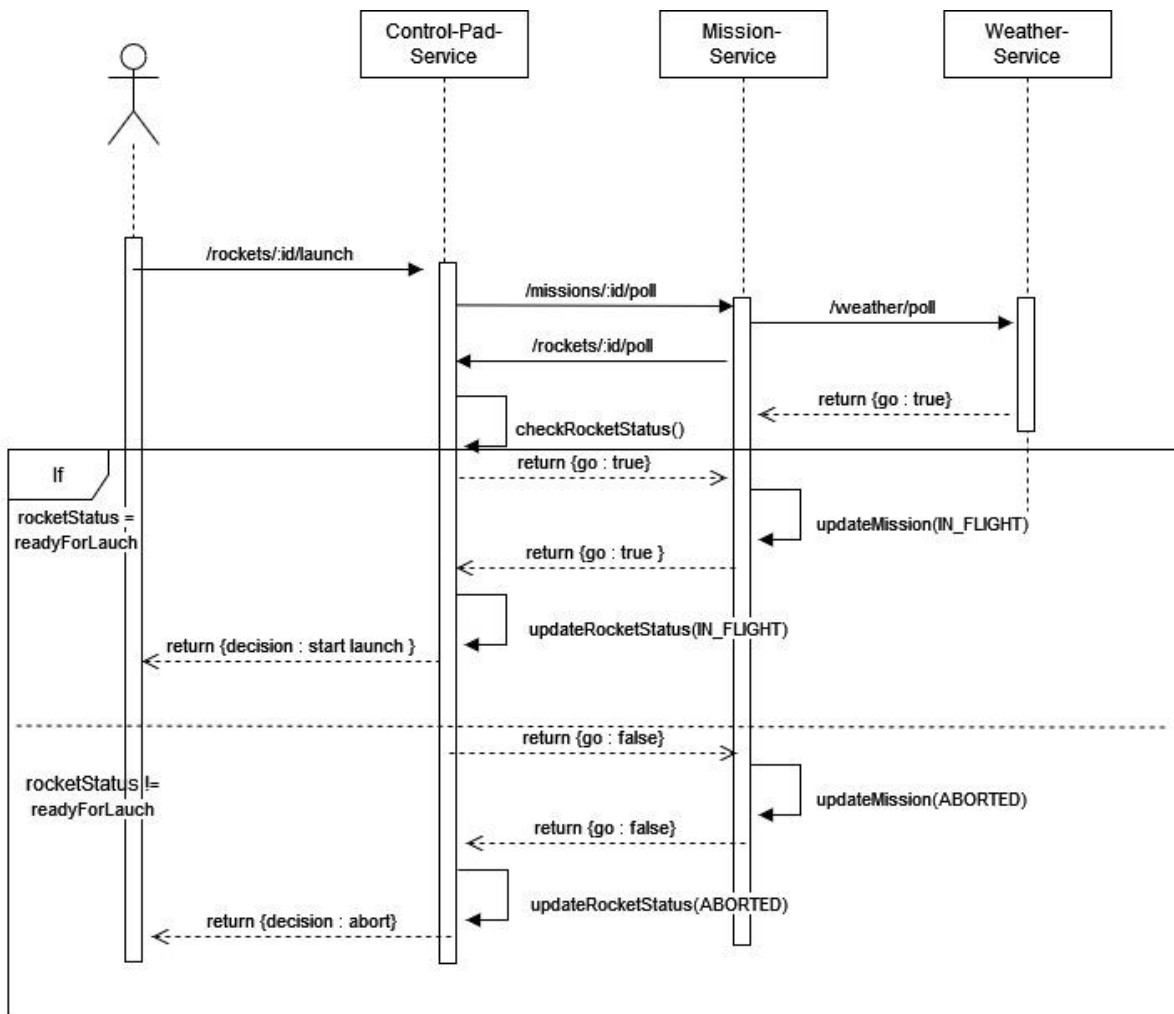 Control-Pad-
Service
Mission-
Service
Weather-
Service
/rockets/:id/launch
/missions/:id/poll
/weather/poll
/rockets/:id/poll
return {go : true}
checkRocketStatus()
If
return {go : true}
rocketStatus =
readyForLauch
updateMission(IN_FLIGHT)
return {go : true }
updateRocketStatus(IN_FLIGHT)
return {decision : start launch }
return {go : false}
rocketStatus !=
readyForLauch
updateMission(ABORTED)
return {go : false}
updateRocketStatus(ABORTED)
return {decision : abort}